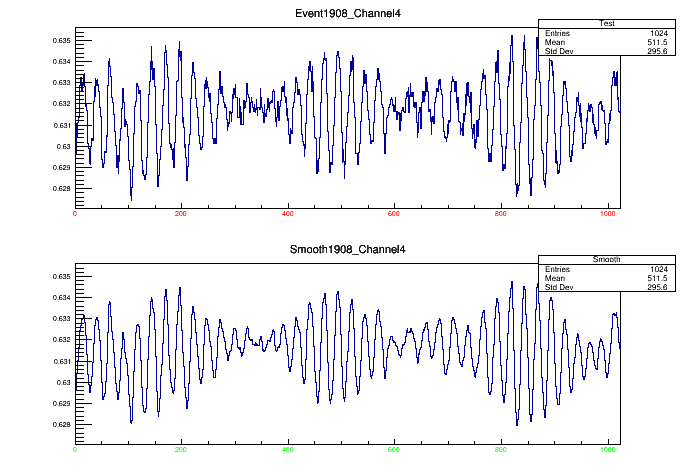 Event1908_Channel4
Test
Entries 1024
Mean 511.5
Std Dev 295.6
0.635
0.634
0.633
0.632
0.631
0.63
0.629
0.628
0 200 400 600 800 1000
Smooth1908_Channel4
Smooth
Entries 1024
Mean 511.5
Std Dev 295.6
0.635
0.634
0.633
0.632
0.631
0.63
0.629
0.628
0 200 400 600 800 1000